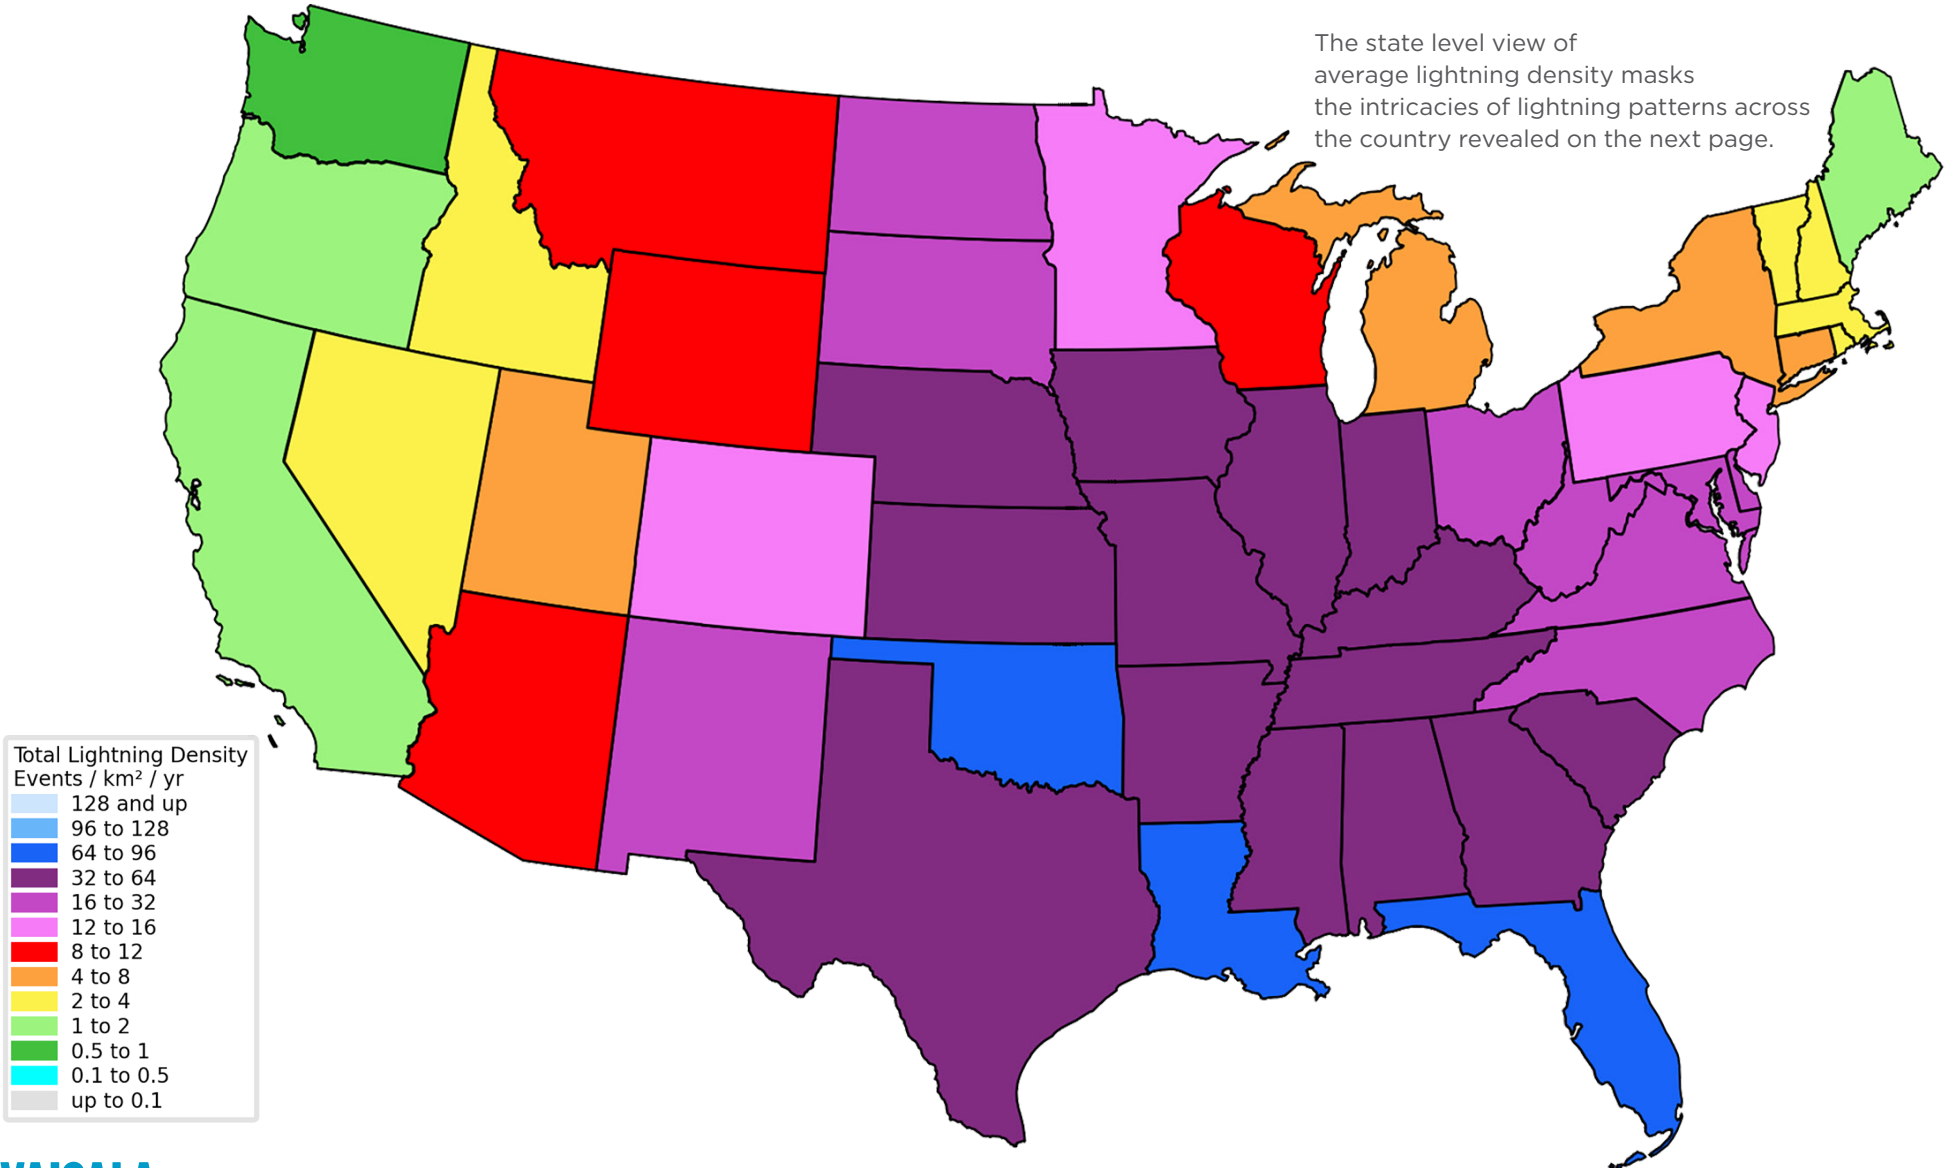 The state level view of
average lightning density masks
the intricacies of lightning patterns across
the country revealed on the next page.
Total Lightning Density
Events / km² / yr
128 and up
96 to 128
64 to 96
32 to 64
16 to 32
12 to 16
8 to 12
4 to 8
2 to 4
1 to 2
0.5 to 1
0.1 to 0.5
up to 0.1
VAISALA